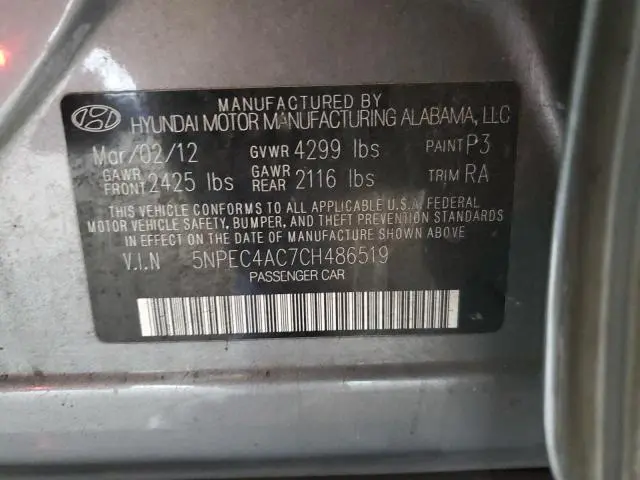 MANUFACTURED BY
HYUNDAI MOTOR MANUFACTURING ALABAMA, LLC
Mar/02/12 GVWR 4299 lbs PAINT P3
GAWR FRONT 2425 lbs GAWR REAR 2116 lbs TRIM RA
THIS VEHICLE CONFORMS TO ALL APPLICABLE U.S.A. FEDERAL
MOTOR VEHICLE SAFETY, BUMPER, AND THEFT PREVENTION STANDARDS
IN EFFECT ON THE DATE OF MANUFACTURE SHOWN ABOVE.
V.I.N 5NPEC4AC7CH486519
PASSENGER CAR